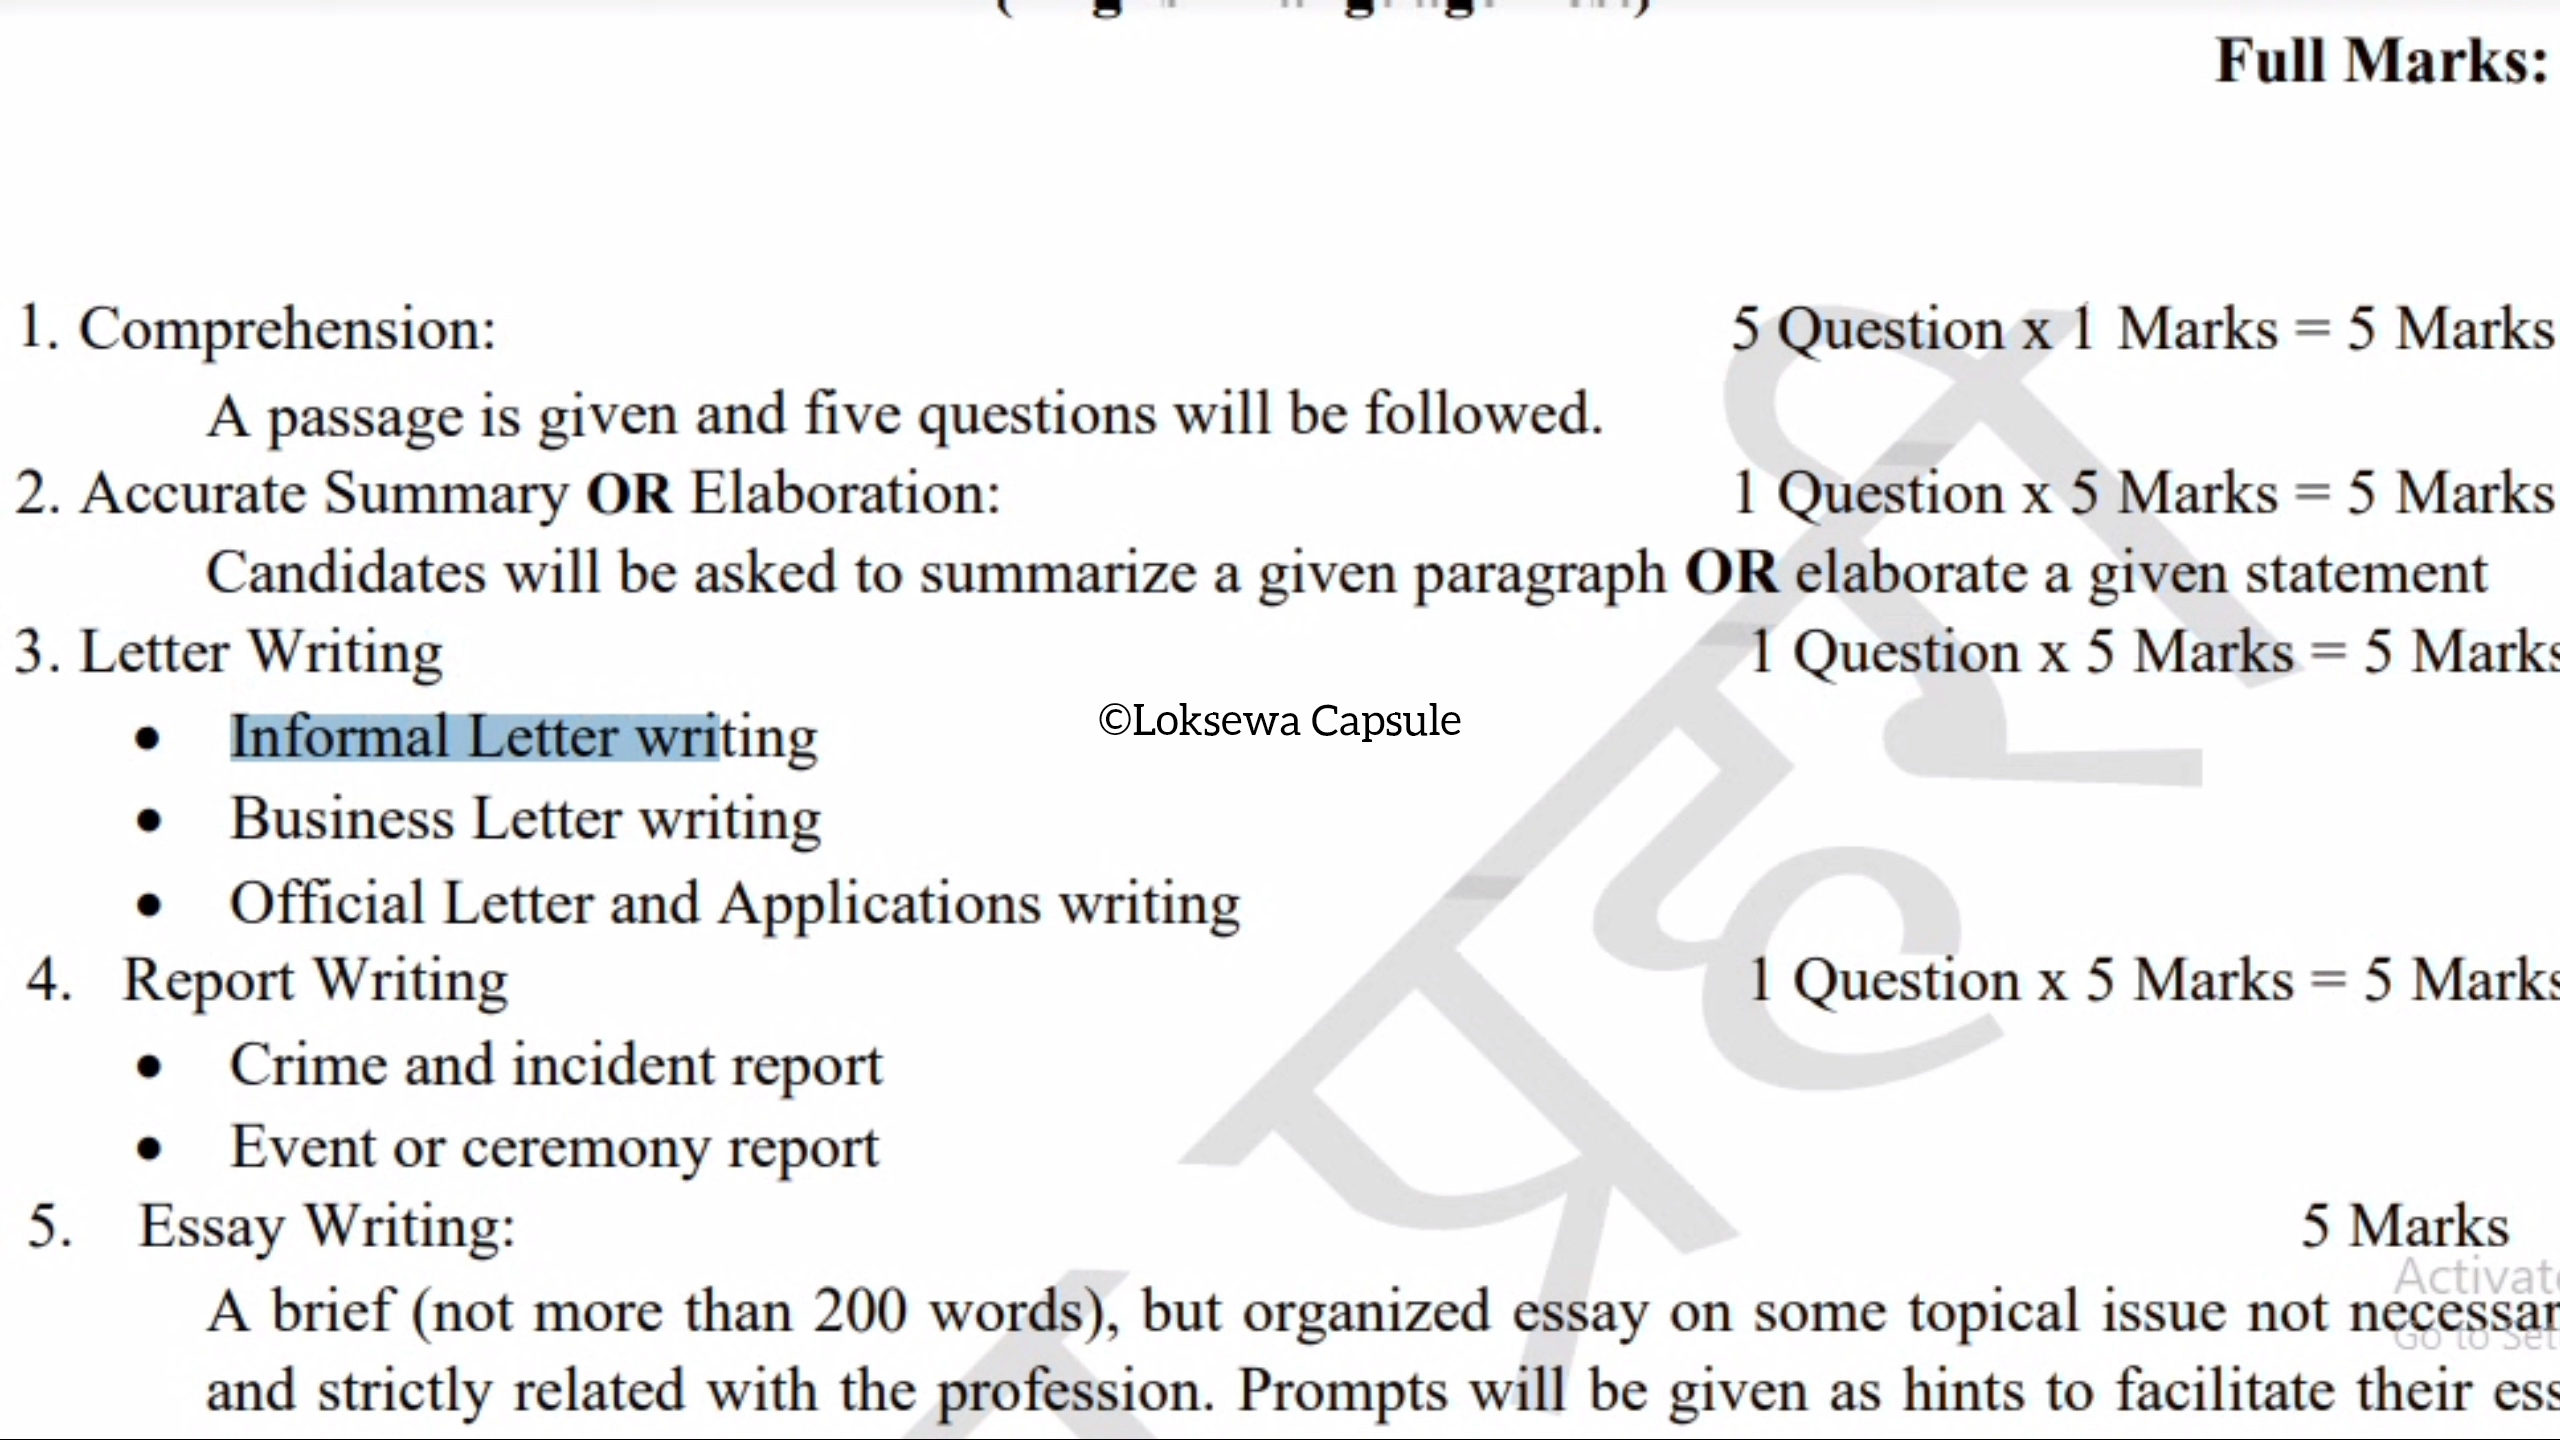 Full Marks:
1. Comprehension: 5 Question x 1 Marks = 5 Marks
A passage is given and five questions will be followed.
2. Accurate Summary OR Elaboration: 1 Question x 5 Marks = 5 Marks
Candidates will be asked to summarize a given paragraph OR elaborate a given statement
3. Letter Writing 1 Question x 5 Marks = 5 Marks
● Informal Letter writing
©Loksewa Capsule
● Business Letter writing
● Official Letter and Applications writing
4. Report Writing 1 Question x 5 Marks = 5 Marks
● Crime and incident report
● Event or ceremony report
5. Essay Writing: 5 Marks
A brief (not more than 200 words), but organized essay on some topical issue not
and strictly related with the profession. Prompts will be given as hints to facilitate their
Go to